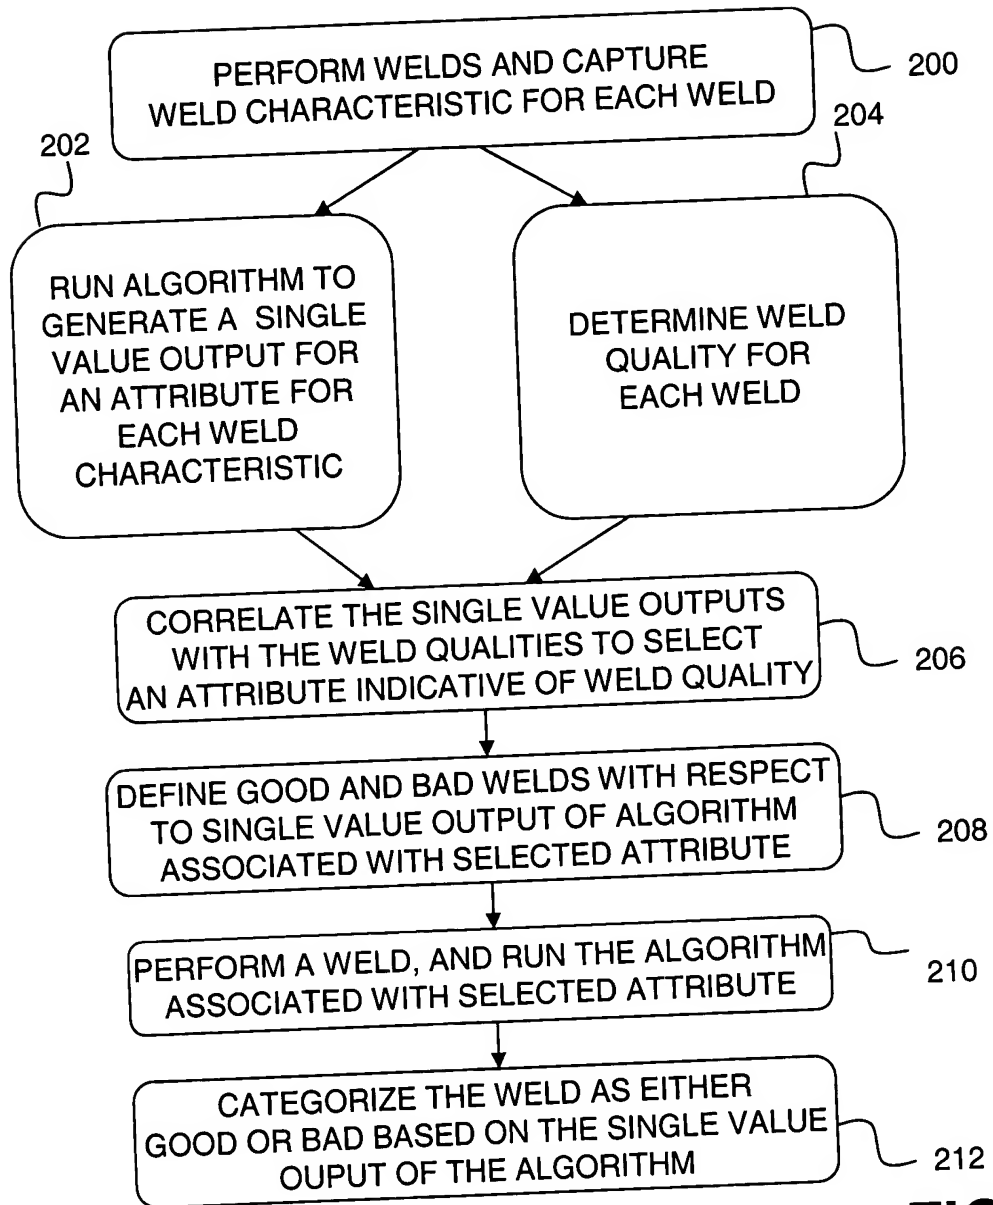 PERFORM WELDS AND CAPTURE
WELD CHARACTERISTIC FOR EACH WELD
200
202
204
RUN ALGORITHM TO
GENERATE A SINGLE
VALUE OUTPUT FOR
AN ATTRIBUTE FOR
EACH WELD
CHARACTERISTIC
DETERMINE WELD
QUALITY FOR
EACH WELD
CORRELATE THE SINGLE VALUE OUTPUTS
WITH THE WELD QUALITIES TO SELECT
AN ATTRIBUTE INDICATIVE OF WELD QUALITY
206
DEFINE GOOD AND BAD WELDS WITH RESPECT
TO SINGLE VALUE OUTPUT OF ALGORITHM
ASSOCIATED WITH SELECTED ATTRIBUTE
208
PERFORM A WELD, AND RUN THE ALGORITHM
ASSOCIATED WITH SELECTED ATTRIBUTE
210
CATEGORIZE THE WELD AS EITHER
GOOD OR BAD BASED ON THE SINGLE VALUE
OUPUT OF THE ALGORITHM
212